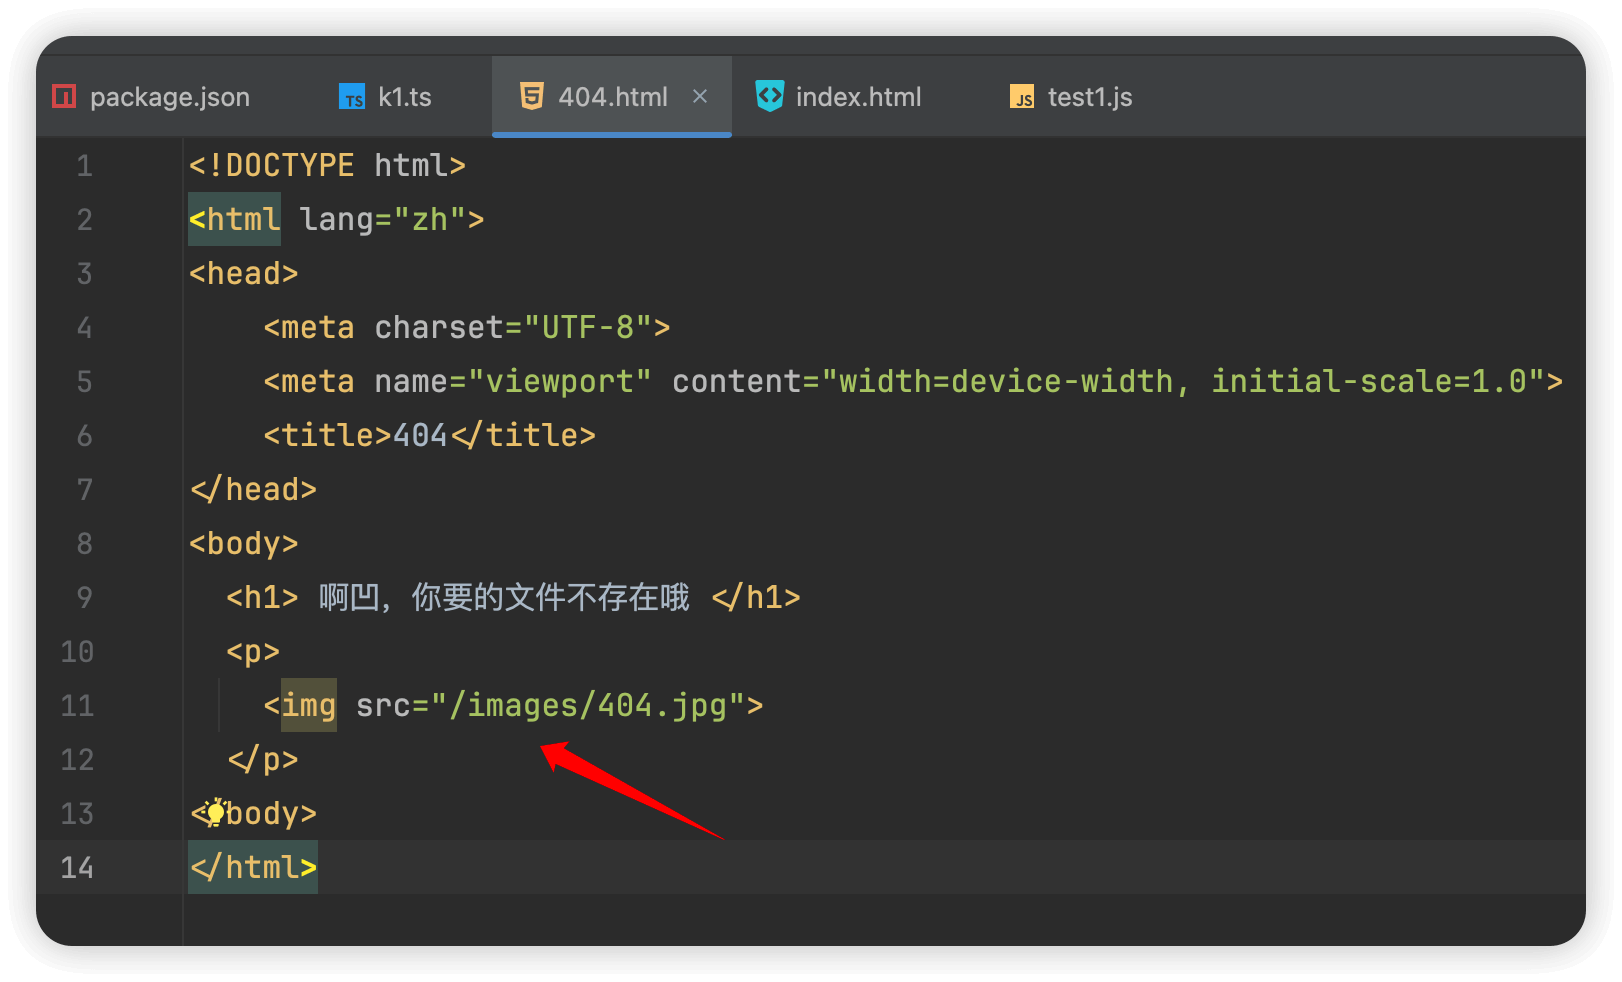 package.json k1.ts 404.html × index.html test1.js
1 <!DOCTYPE html>
2 <html lang="zh">
3 <head>
4 <meta charset="UTF-8">
5 <meta name="viewport" content="width=device-width, initial-scale=1.0">
6 <title>404</title>
7 </head>
8 <body>
9 <h1> 啊凹，你要的文件不存在哦 </h1>
10 <p>
11 <img src="/images/404.jpg">
12 </p>
13 </body>
14 </html>